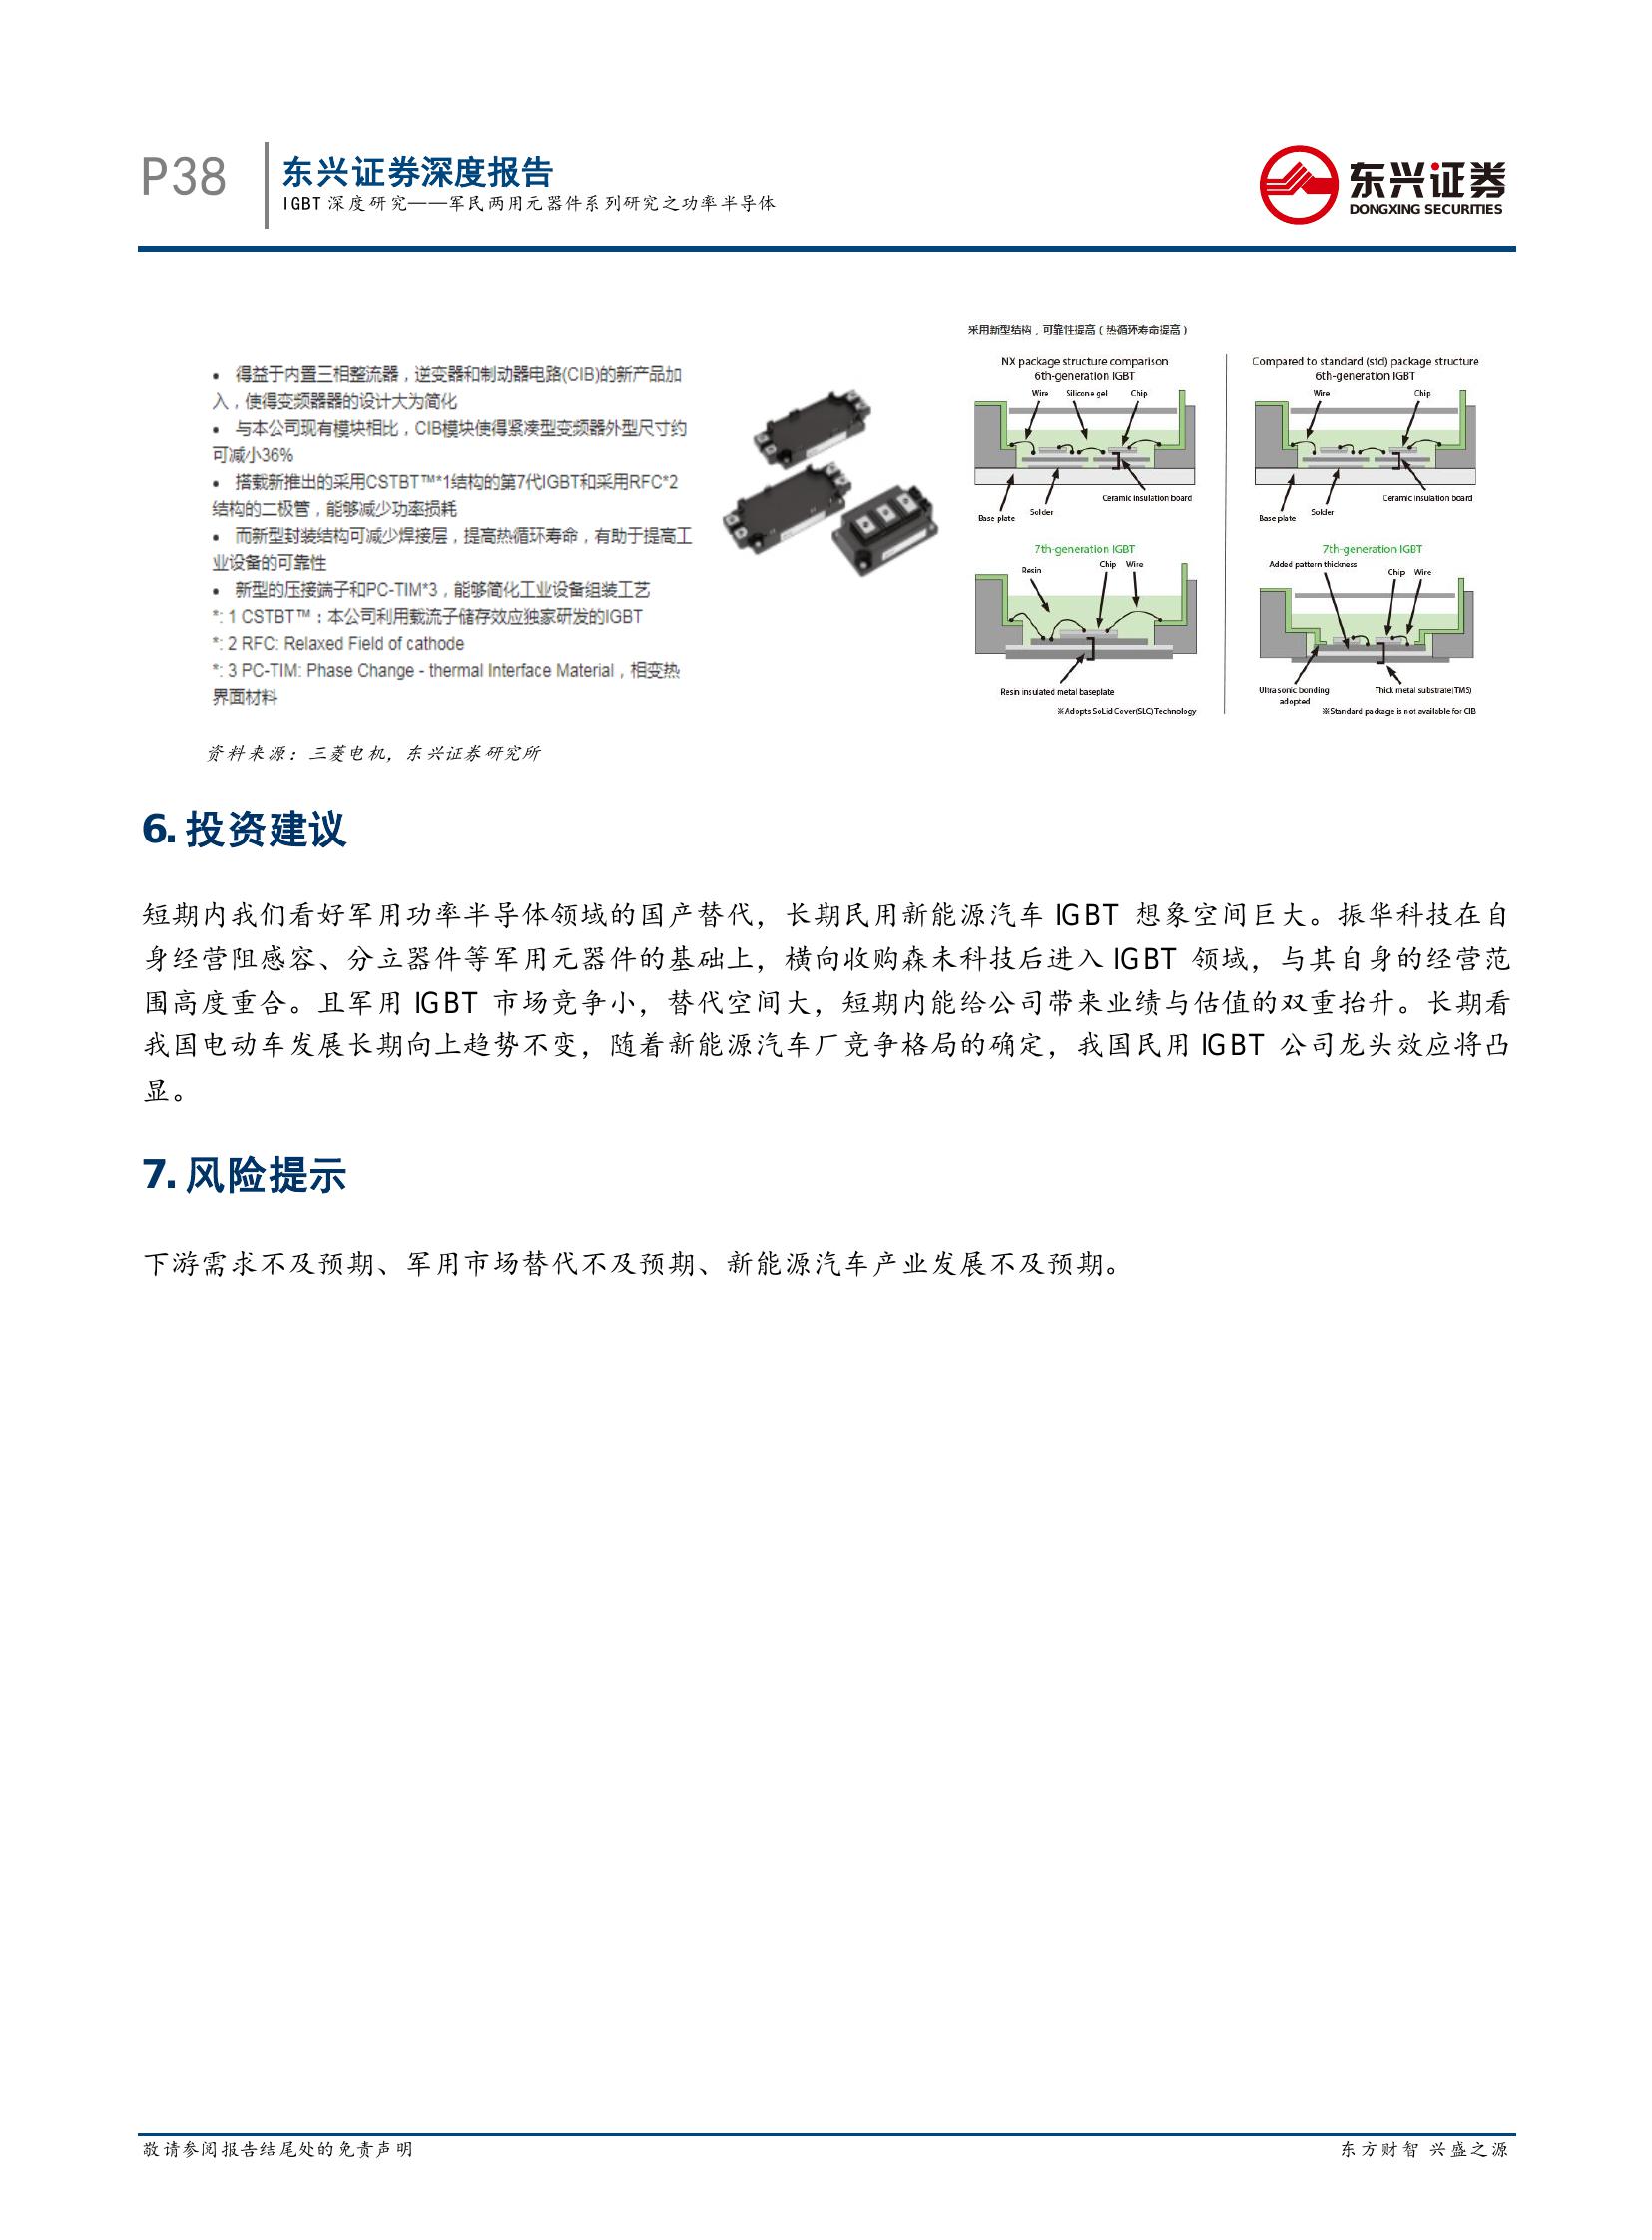 P38
东兴证券深度报告
IGBT 深度研究——军民两用元器件系列研究之功率半导体
东兴证券
DONGXING SECURITIES
• 得益于内置三相整流器，逆变器和制动器电路(CIB)的新产品加
入，使得变频器器的设计大为简化
• 与本公司现有模块相比，CIB模块使得紧凑型变频器外型尺寸约
可减小36%
• 搭载新推出的采用CSTBT™*1结构的第7代IGBT和采用RFC*2
结构的二极管，能够减少功率损耗
• 而新型封装结构可减少焊接层，提高热循环寿命，有助于提高工
业设备的可靠性
• 新型的压接端子和PC-TIM*3，能够简化工业设备组装工艺
*: 1 CSTBT™：本公司利用载流子储存效应独家研发的IGBT
*: 2 RFC: Relaxed Field of cathode
*: 3 PC-TIM: Phase Change - thermal Interface Material，相变热
界面材料
采用新型结构，可靠性提高（热循环寿命提高）
NX package structure comparison
6th-generation IGBT
Wire Silicone gel Chip
Ceramic insulation board
Solder
Base plate
7th-generation IGBT
Resin Chip Wire
Resin insulated metal baseplate
※Adopts SoLid Cover(SLC) Technology
Compared to standard (std) package structure
6th-generation IGBT
Wire Chip
Ceramic insulation board
Solder
Base plate
7th-generation IGBT
Added pattern thickness
Chip Wire
Ultrasonic bonding
adopted
Thick metal substrate(TMS)
※Standard package is not available for CIB
资料来源：三菱电机，东兴证券研究所
6. 投资建议
短期内我们看好军用功率半导体领域的国产替代，长期民用新能源汽车 IGBT 想象空间巨大。振华科技在自
身经营阻感容、分立器件等军用元器件的基础上，横向收购森未科技后进入 IGBT 领域，与其自身的经营范
围高度重合。且军用 IGBT 市场竞争小，替代空间大，短期内能给公司带来业绩与估值的双重抬升。长期看
我国电动车发展长期向上趋势不变，随着新能源汽车厂竞争格局的确定，我国民用 IGBT 公司龙头效应将凸
显。
7. 风险提示
下游需求不及预期、军用市场替代不及预期、新能源汽车产业发展不及预期。
敬请参阅报告结尾处的免责声明
东方财智 兴盛之源